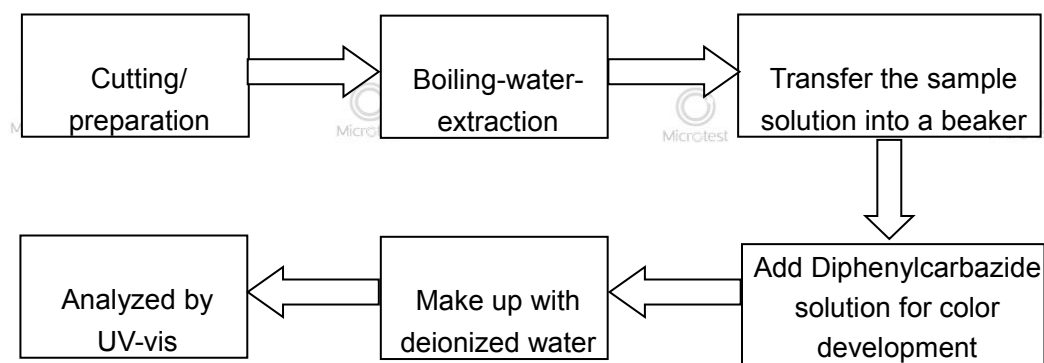 Cutting/
preparation
Boiling-water-
extraction
Transfer the sample
solution into a beaker
Microtest
Microtest
Add Diphenylcarbazide
solution for color
development
Make up with
deionized water
Analyzed by
UV-vis